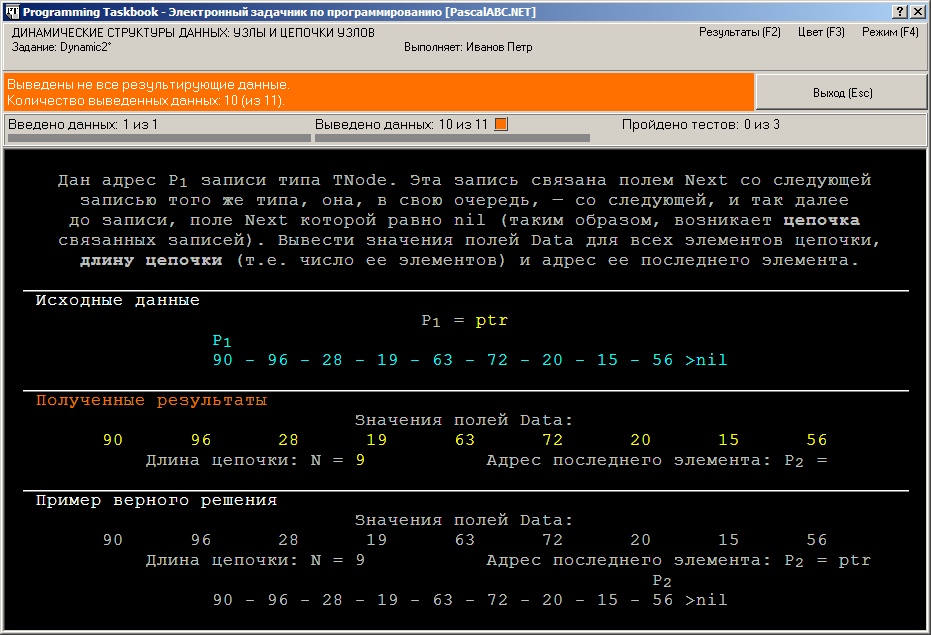 Programming Taskbook - Электронный задачник по программированию [PascalABC.NET]
ДИНАМИЧЕСКИЕ СТРУКТУРЫ ДАННЫХ: УЗЛЫ И ЦЕПОЧКИ УЗЛОВ
Результаты (F2) Цвет (F3) Режим (F4)
Задание: Dynamic2° Выполняет: Иванов Петр
Выведены не все результирующие данные.
Количество выведенных данных: 10 (из 11).
Выход (Esc)
Введено данных: 1 из 1 Выведено данных: 10 из 11 Пройдено тестов: 0 из 3
Дан адрес P1 записи типа TNode. Эта запись связана полем Next со следующей
записью того же типа, она, в свою очередь, — со следующей, и так далее
до записи, поле Next которой равно nil (таким образом, возникает цепочка
связанных записей). Вывести значения полей Data для всех элементов цепочки,
длину цепочки (т.е. число ее элементов) и адрес ее последнего элемента.
Исходные данные
P1 = ptr
P1
90 - 96 - 28 - 19 - 63 - 72 - 20 - 15 - 56 >nil
Полученные результаты
Значения полей Data:
90 96 28 19 63 72 20 15 56
Длина цепочки: N = 9 Адрес последнего элемента: P2 =
Пример верного решения
Значения полей Data:
90 96 28 19 63 72 20 15 56
Длина цепочки: N = 9 Адрес последнего элемента: P2 = ptr
P2
90 - 96 - 28 - 19 - 63 - 72 - 20 - 15 - 56 >nil